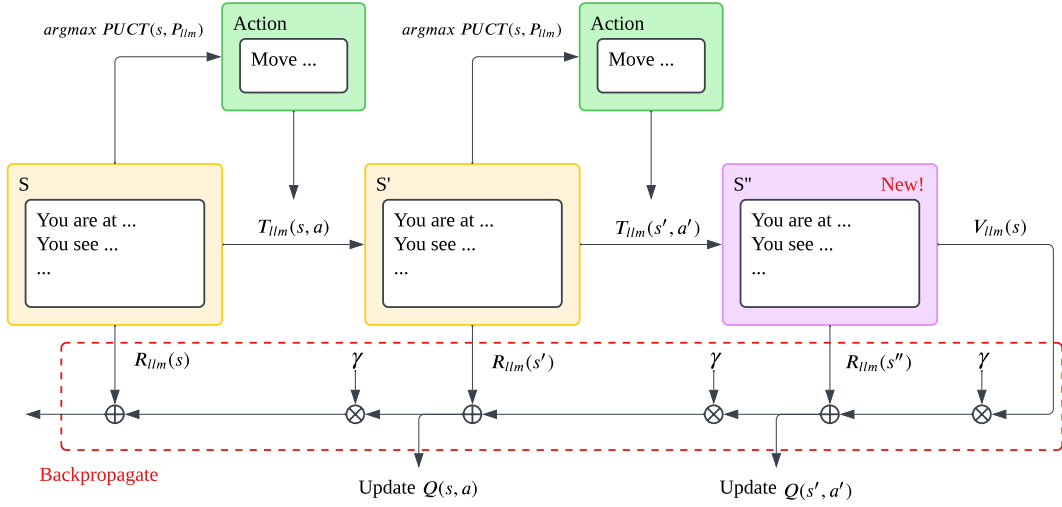 argmax PUCT(s, P_llm)
Action
Move ...
argmax PUCT(s, P_llm)
Action
Move ...
S
You are at ...
You see ...
...
T_llm(s, a)
S'
You are at ...
You see ...
...
T_llm(s′, a′)
S"
New!
You are at ...
You see ...
...
V_llm(s)
R_llm(s)
γ
R_llm(s′)
γ
R_llm(s″)
γ
Backpropagate
Update Q(s, a)
Update Q(s′, a′)